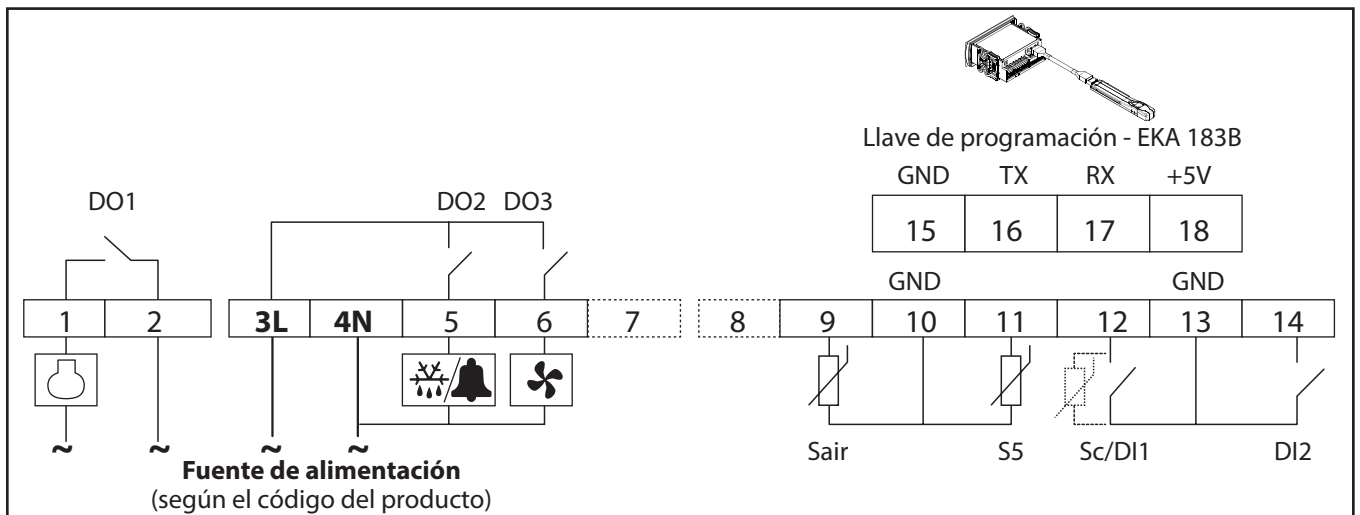 Llave de programación - EKA 183B
GND TX RX +5V
15 16 17 18
DO1 DO2 DO3
GND GND
1 2 3L 4N 5 6 7 8 9 10 11 12 13 14
~ ~ ~ ~
Sair S5 Sc/DI1 DI2
Fuente de alimentación
(según el código del producto)